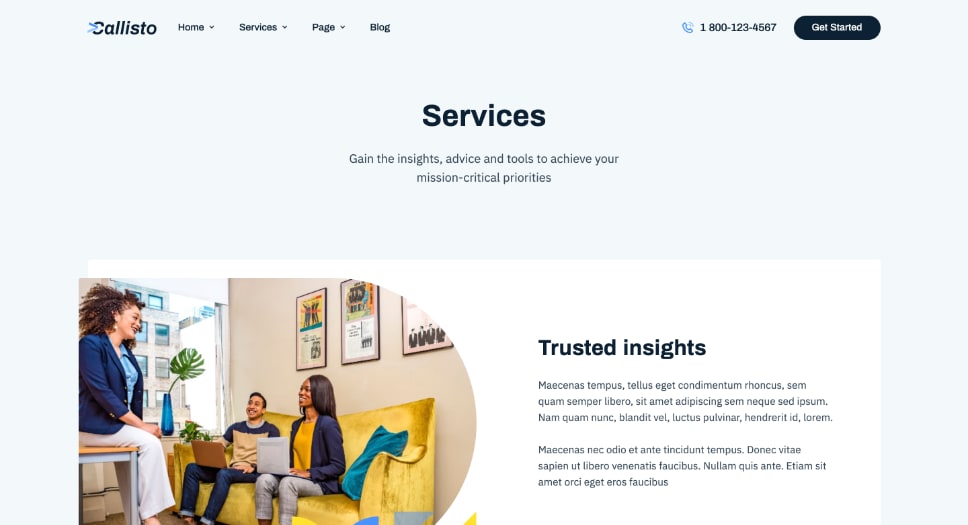 Callisto
Home
Services
Page
Blog
1 800-123-4567
Get Started
Services
Gain the insights, advice and tools to achieve your
mission-critical priorities
Trusted insights
Maecenas tempus, tellus eget condimentum rhoncus, sem
quam semper libero, sit amet adipiscing sem neque sed ipsum.
Nam quam nunc, blandit vel, luctus pulvinar, hendrerit id, lorem.
Maecenas nec odio et ante tincidunt tempus. Donec vitae
sapien ut libero venenatis faucibus. Nullam quis ante. Etiam sit
amet orci eget eros faucibus